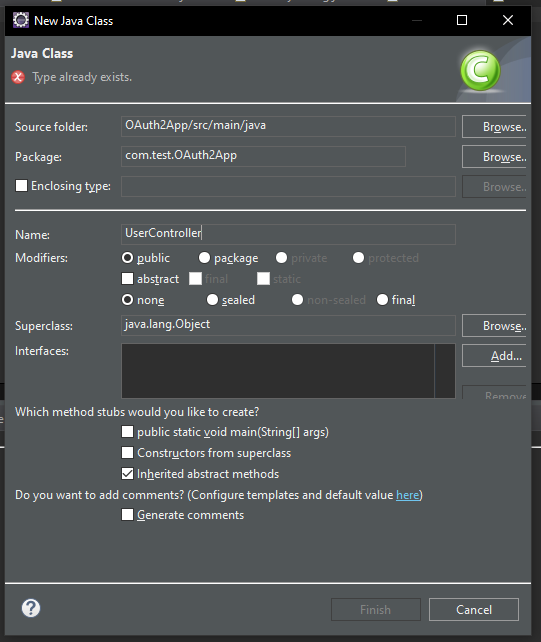 New Java Class
Java Class
Type already exists.
Source folder: OAuth2App/src/main/java Browse..
Package: com.test.OAuth2App Browse..
Enclosing type: Browse..
Name: UserController
Modifiers: public package private protected
abstract final static
none sealed non-sealed final
Superclass: java.lang.Object Browse..
Interfaces: Add...
Remove
Which method stubs would you like to create?
public static void main(String[] args)
Constructors from superclass
Inherited abstract methods
Do you want to add comments? (Configure templates and default value here)
Generate comments
Finish Cancel